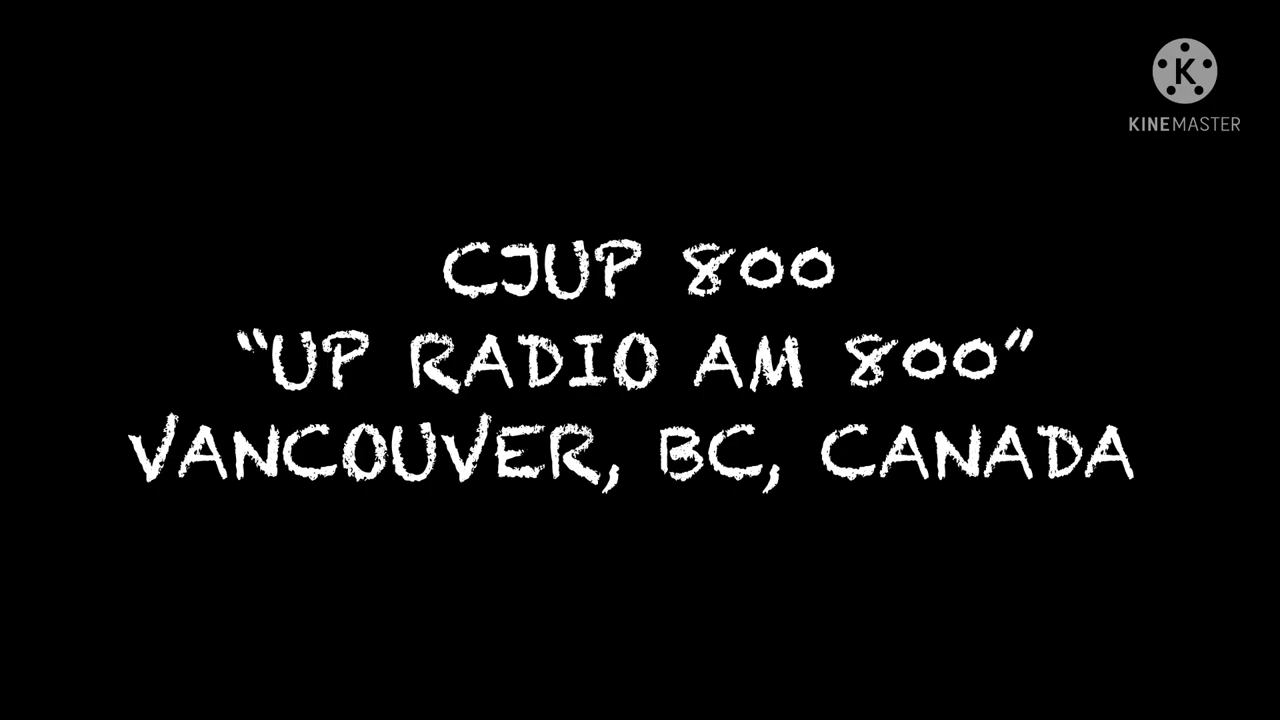 K
KINEMASTER
CJUP 800
“UP RADIO AM 800”
VANCOUVER, BC, CANADA